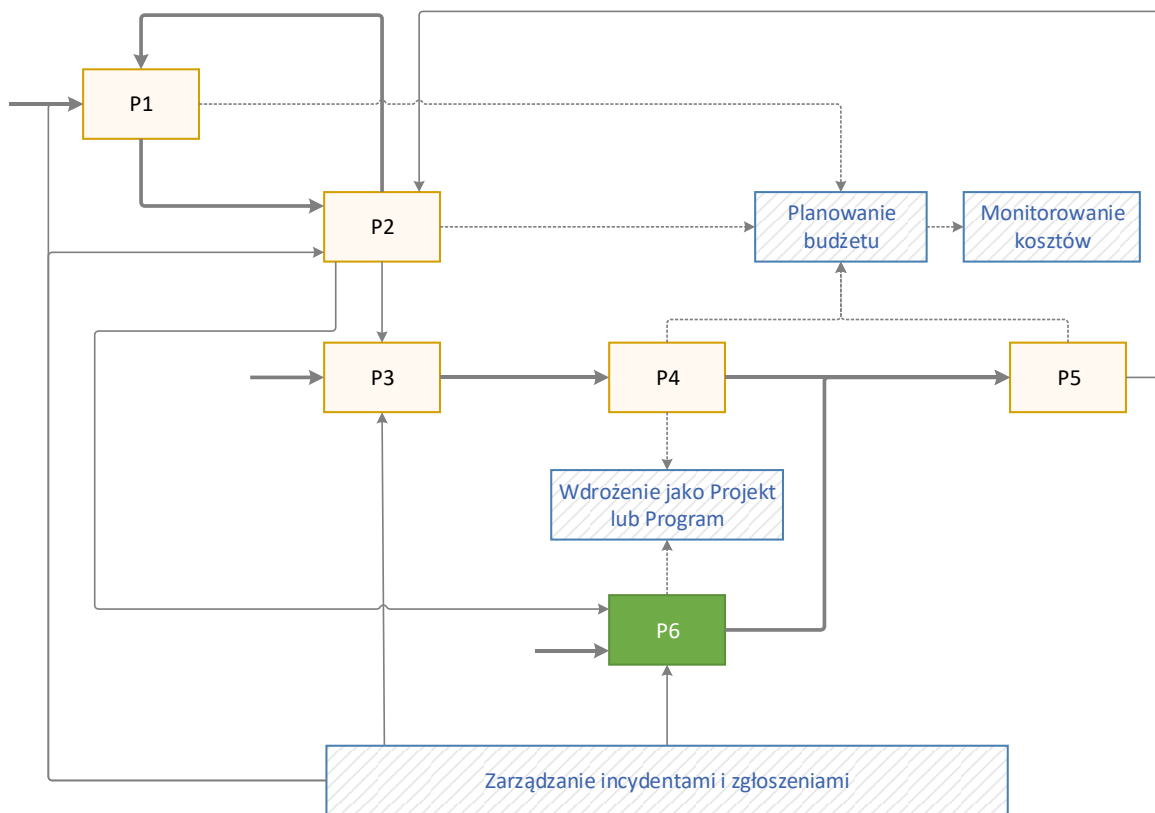 P1
P2
Planowanie
budżetu
Monitorowanie
kosztów
P3
P4
P5
Wdrożenie jako Projekt
lub Program
P6
Zarządzanie incydentami i zgłoszeniami